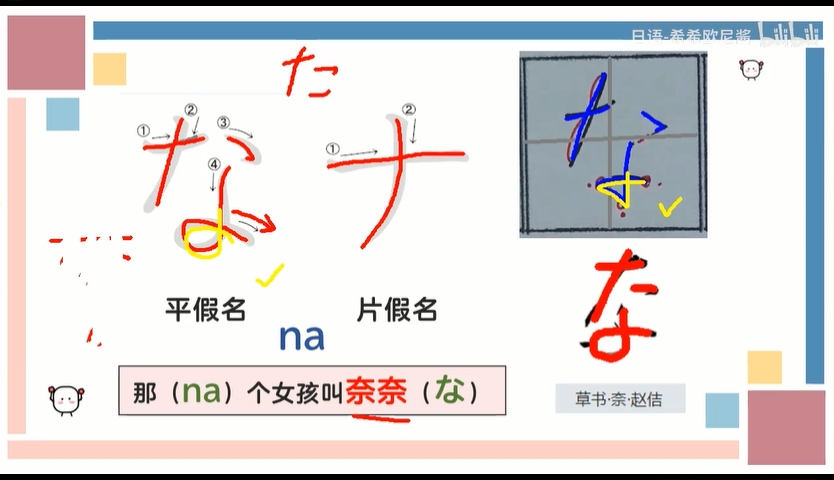 日语-希希欧尼酱 bilibili
た
① ② ③ ④
な
① ②
ナ
な
な
平假名
片假名
na
那（na）个女孩叫奈奈（な）
草书·奈·赵佶